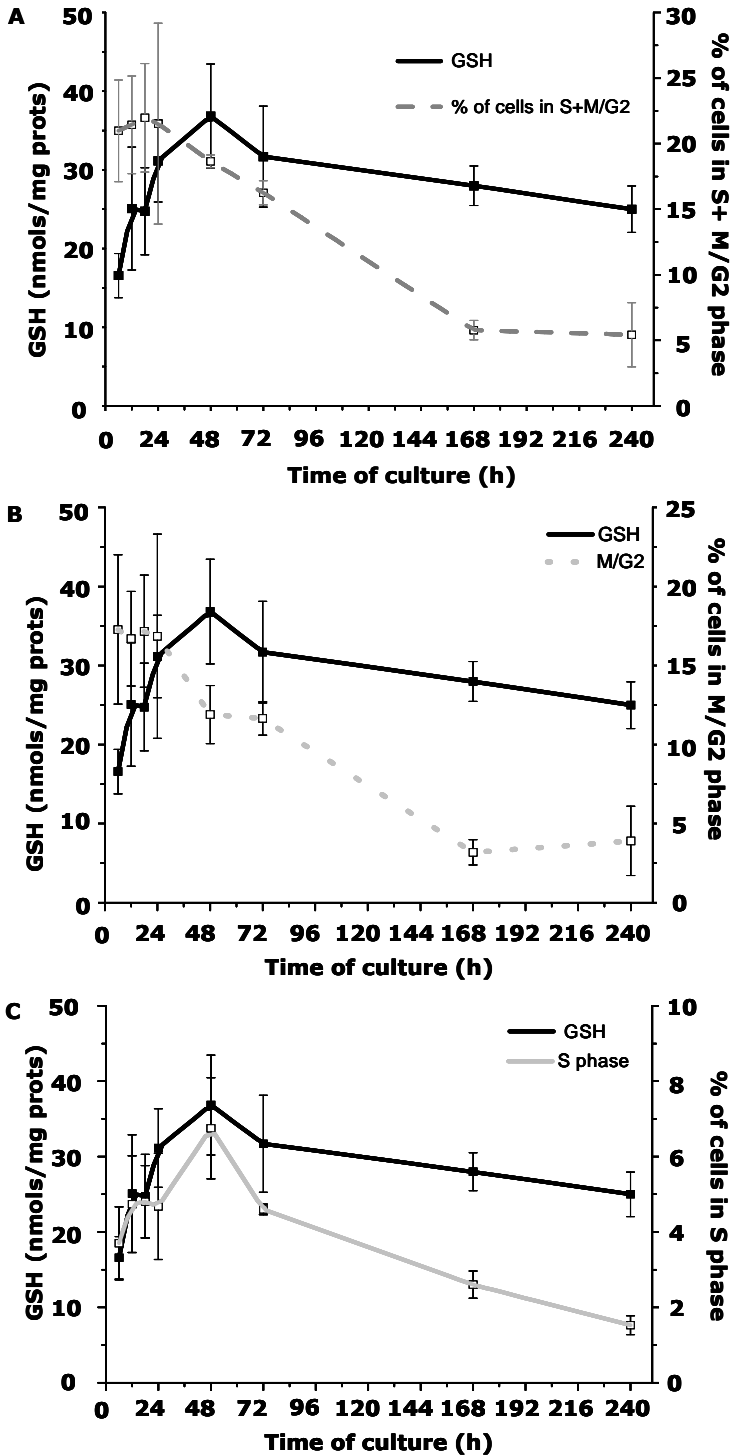 A
50
40
30
20
10
0
GSH (nmols/mg prots)
GSH
% of cells in S+M/G2
30
25
20
15
10
5
0
% of cells in S+ M/G2 phase
0 24 48 72 96 120 144 168 192 216 240
Time of culture (h)
B
50
40
30
20
10
0
GSH (nmols/mg prots)
GSH
M/G2
25
20
15
10
5
0
% of cells in M/G2 phase
0 24 48 72 96 120 144 168 192 216 240
Time of culture (h)
C
50
40
30
20
10
0
GSH (nmols/mg prots)
GSH
S phase
10
8
6
4
2
0
% of cells in S phase
0 24 48 72 96 120 144 168 192 216 240
Time of culture (h)